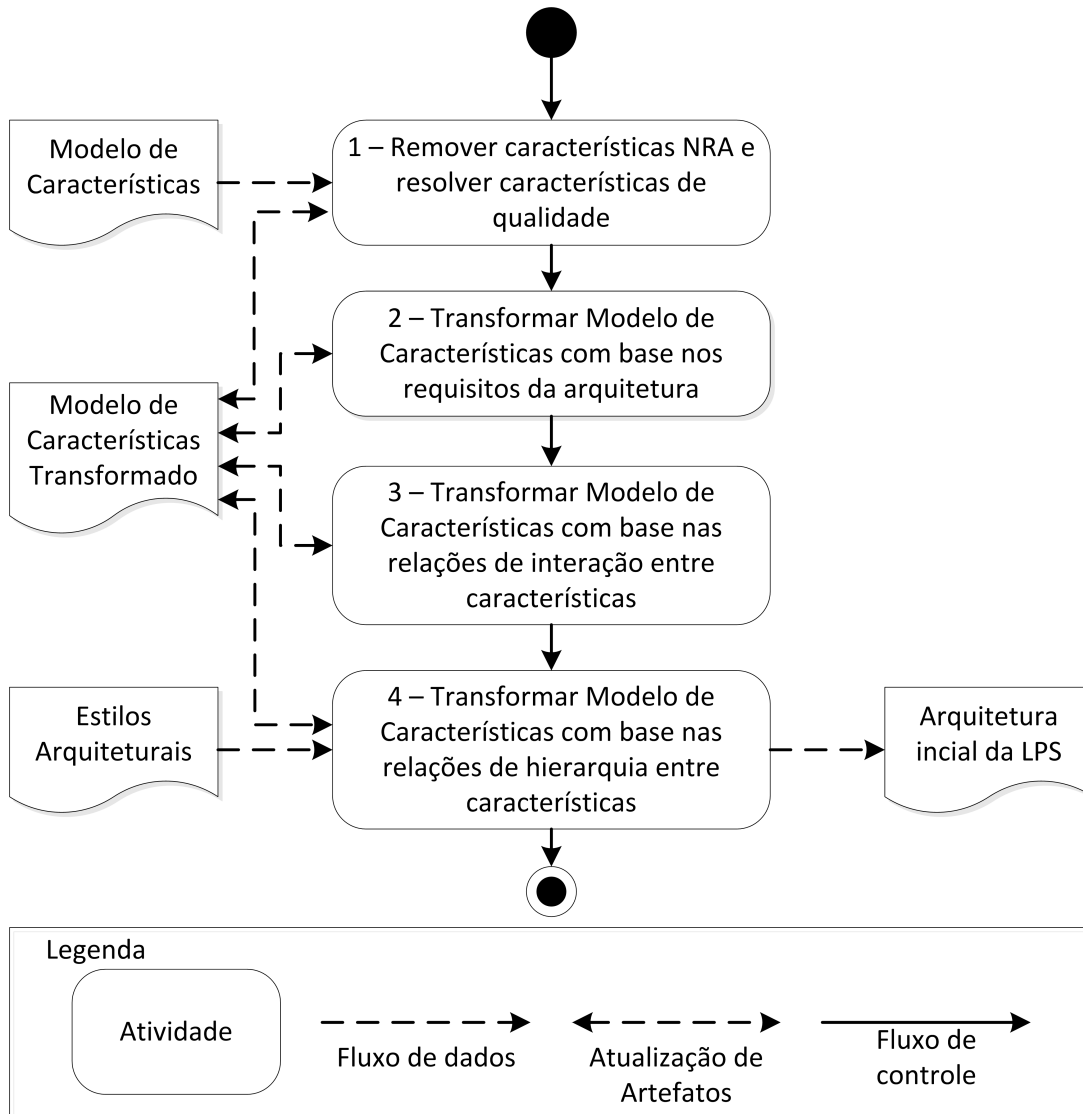 1 – Remover características NRA e
resolver características de
qualidade
Modelo de
Características
2 – Transformar Modelo de
Características com base nos
requisitos da arquitetura
Modelo de
Características
Transformado
3 – Transformar Modelo de
Características com base nas
relações de interação entre
características
4 – Transformar Modelo de
Características com base nas
relações de hierarquia entre
características
Estilos
Arquiteturais
Arquitetura
incial da LPS
Legenda
Atividade
Fluxo de dados
Atualização de
Artefatos
Fluxo de
controle